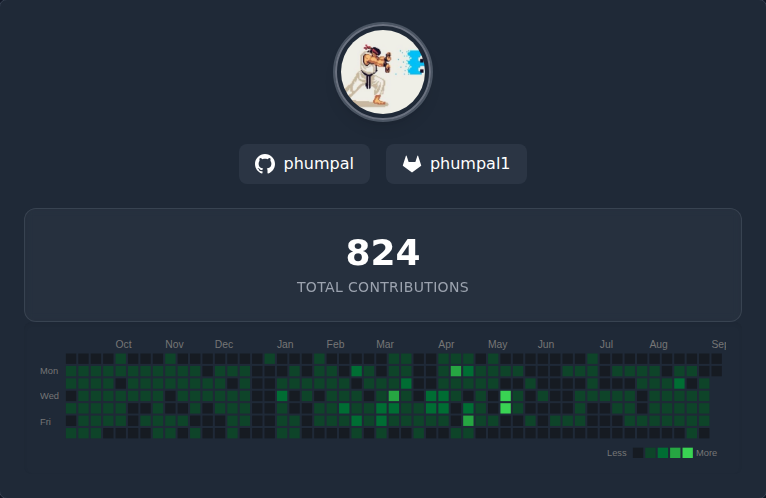 phumpal phumpal1
824
TOTAL CONTRIBUTIONS
Oct Nov Dec Jan Feb Mar Apr May Jun Jul Aug Sep
Mon
Wed
Fri
Less More